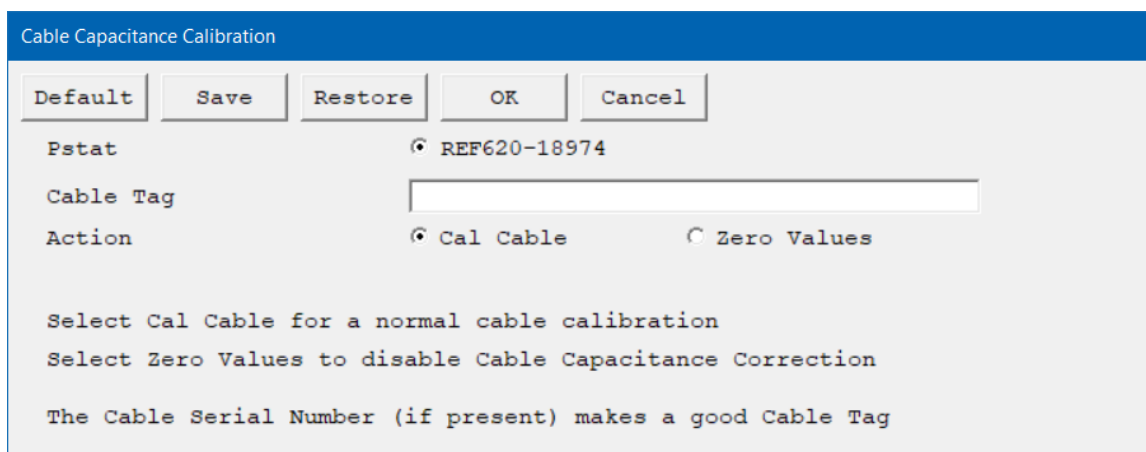 Cable Capacitance Calibration
Default Save Restore OK Cancel
Pstat REF620-18974
Cable Tag
Action Cal Cable Zero Values
Select Cal Cable for a normal cable calibration
Select Zero Values to disable Cable Capacitance Correction
The Cable Serial Number (if present) makes a good Cable Tag